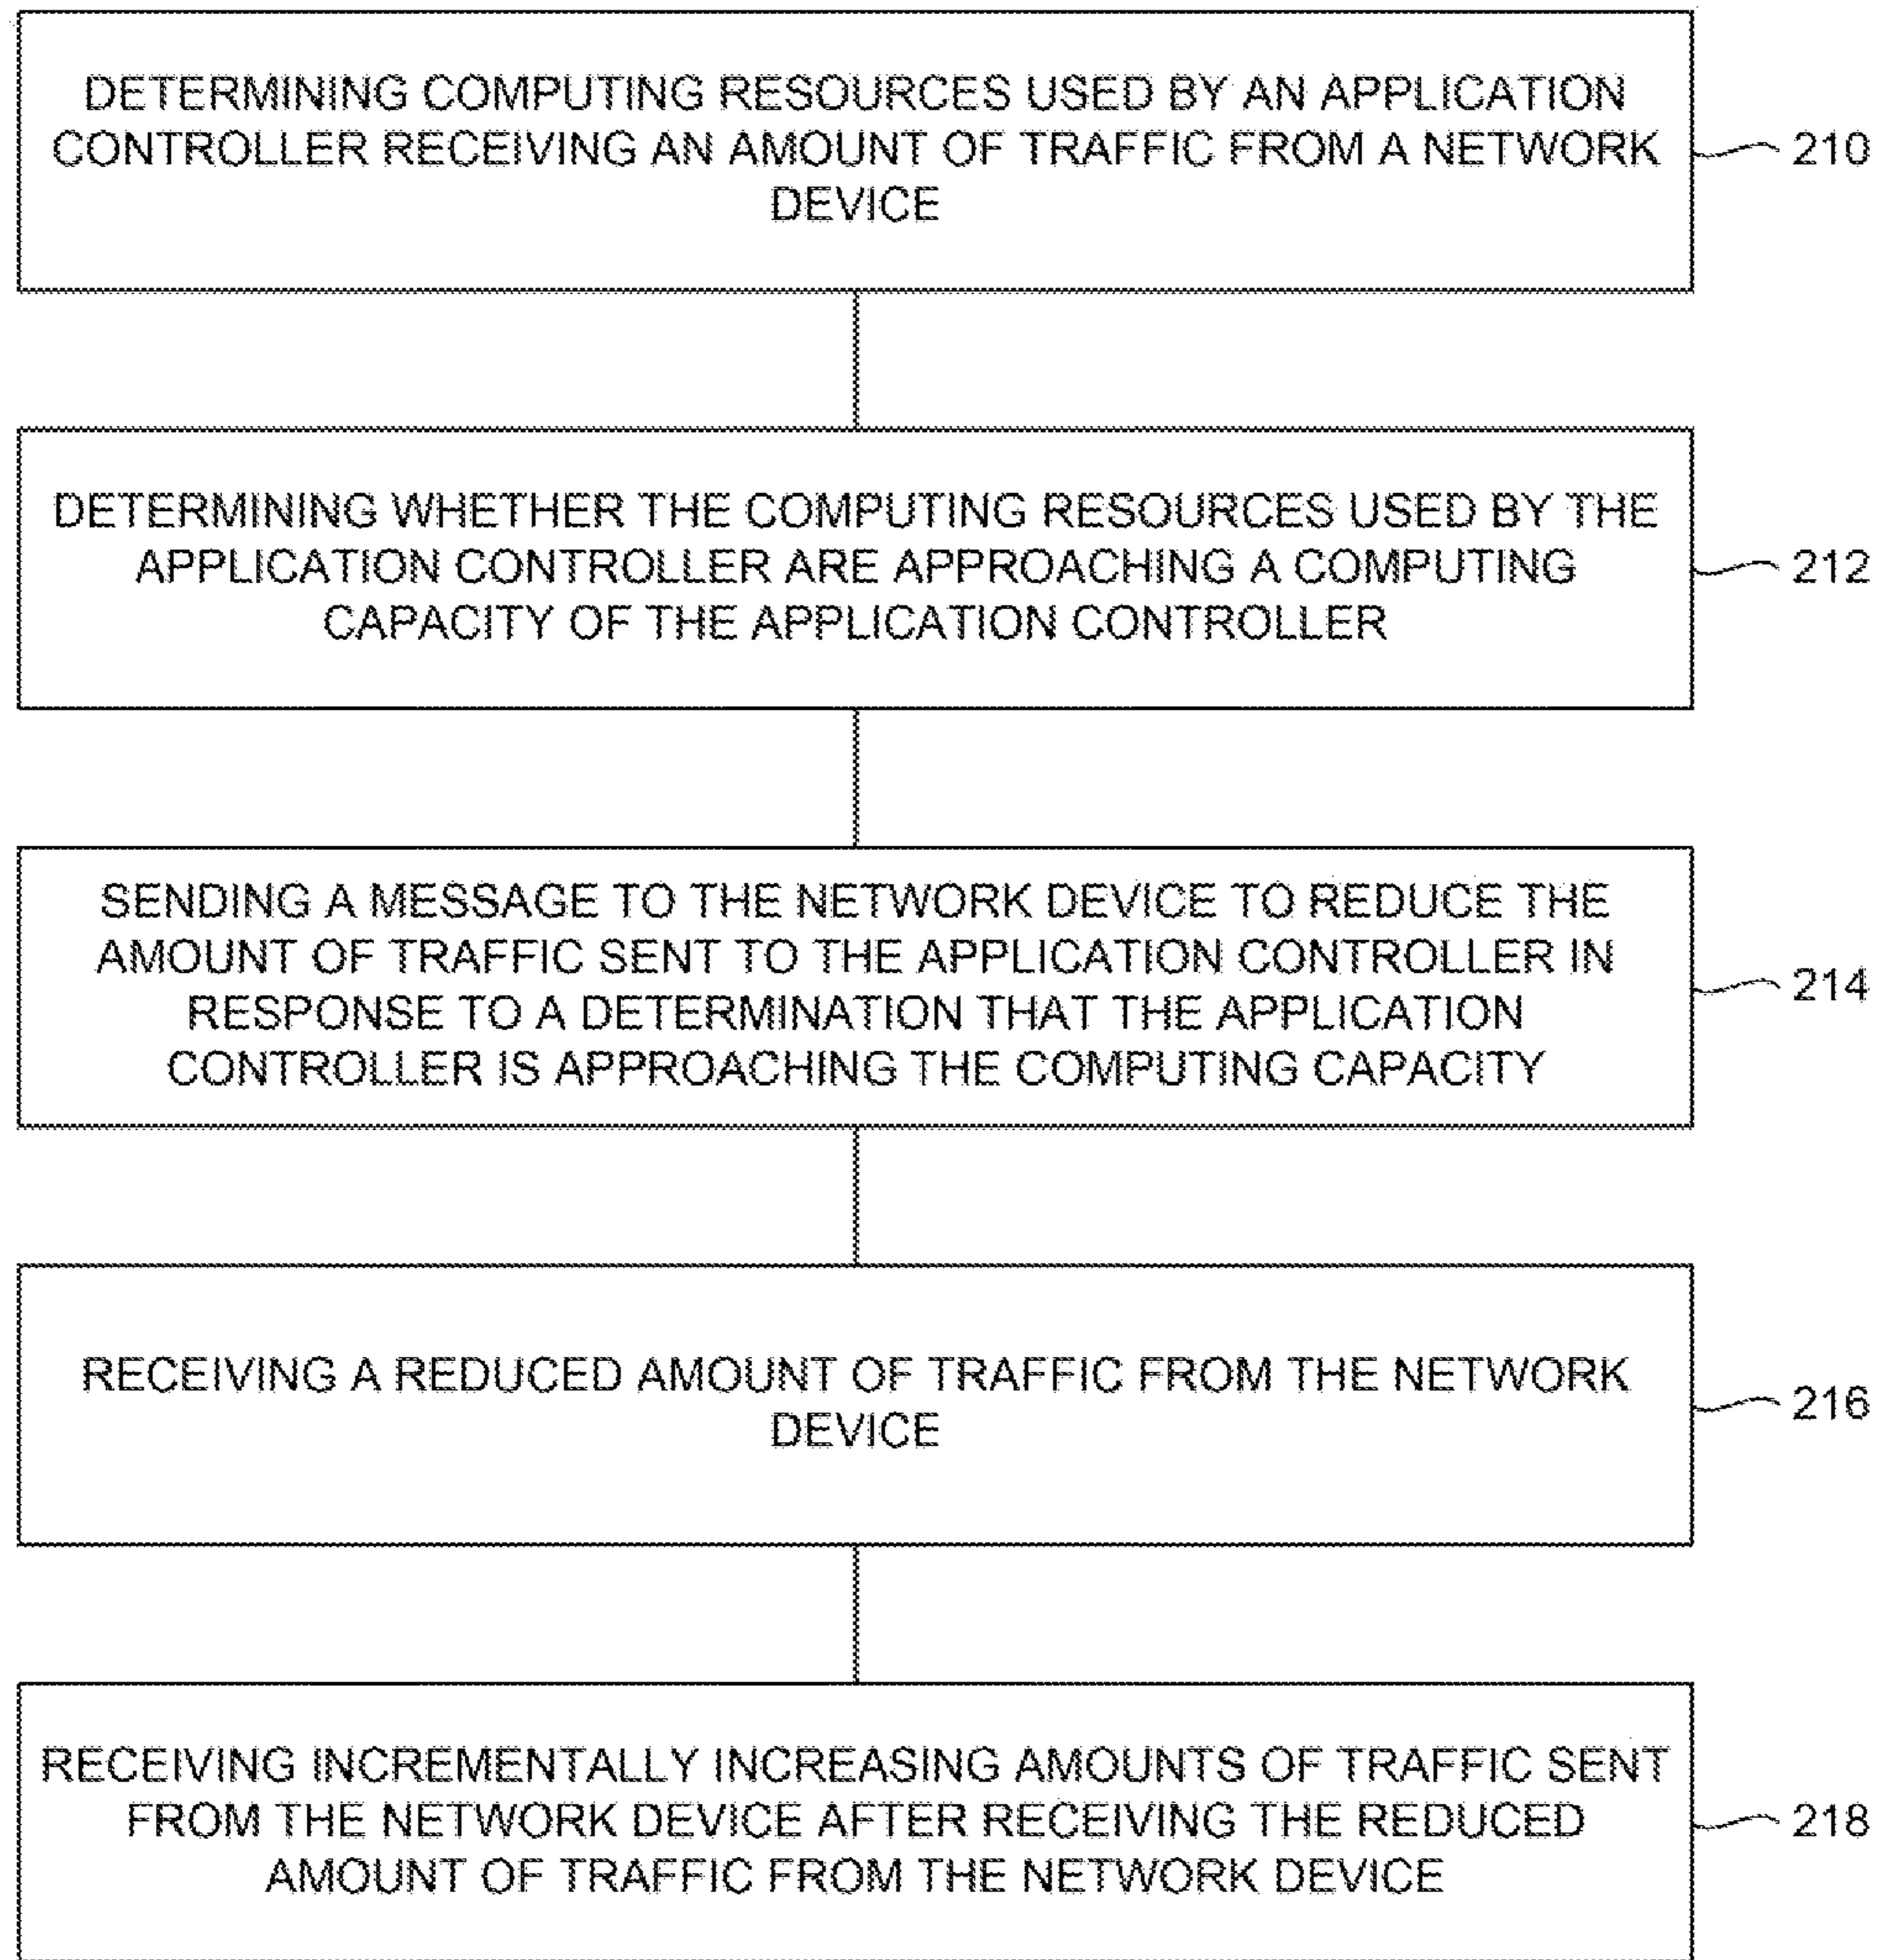 DETERMINING COMPUTING RESOURCES USED BY AN APPLICATION
CONTROLLER RECEIVING AN AMOUNT OF TRAFFIC FROM A NETWORK
DEVICE
210
DETERMINING WHETHER THE COMPUTING RESOURCES USED BY THE
APPLICATION CONTROLLER ARE APPROACHING A COMPUTING
CAPACITY OF THE APPLICATION CONTROLLER
212
SENDING A MESSAGE TO THE NETWORK DEVICE TO REDUCE THE
AMOUNT OF TRAFFIC SENT TO THE APPLICATION CONTROLLER IN
RESPONSE TO A DETERMINATION THAT THE APPLICATION
CONTROLLER IS APPROACHING THE COMPUTING CAPACITY
214
RECEIVING A REDUCED AMOUNT OF TRAFFIC FROM THE NETWORK
DEVICE
216
RECEIVING INCREMENTALLY INCREASING AMOUNTS OF TRAFFIC SENT
FROM THE NETWORK DEVICE AFTER RECEIVING THE REDUCED
AMOUNT OF TRAFFIC FROM THE NETWORK DEVICE
218